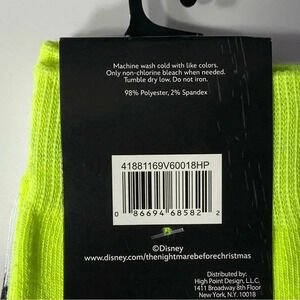 Machine wash cold with like colors.
Only non-chlorine bleach when needed.
Tumble dry low. Do not iron.
98% Polyester, 2% Spandex
41881169V60018HP
0 86694 68582 2
©Disney
www.disney.com/thenightmarebeforechristmas
Distributed by:
High Point Design, L.L.C.
1411 Broadway 8th Floor
New York, N.Y. 10018